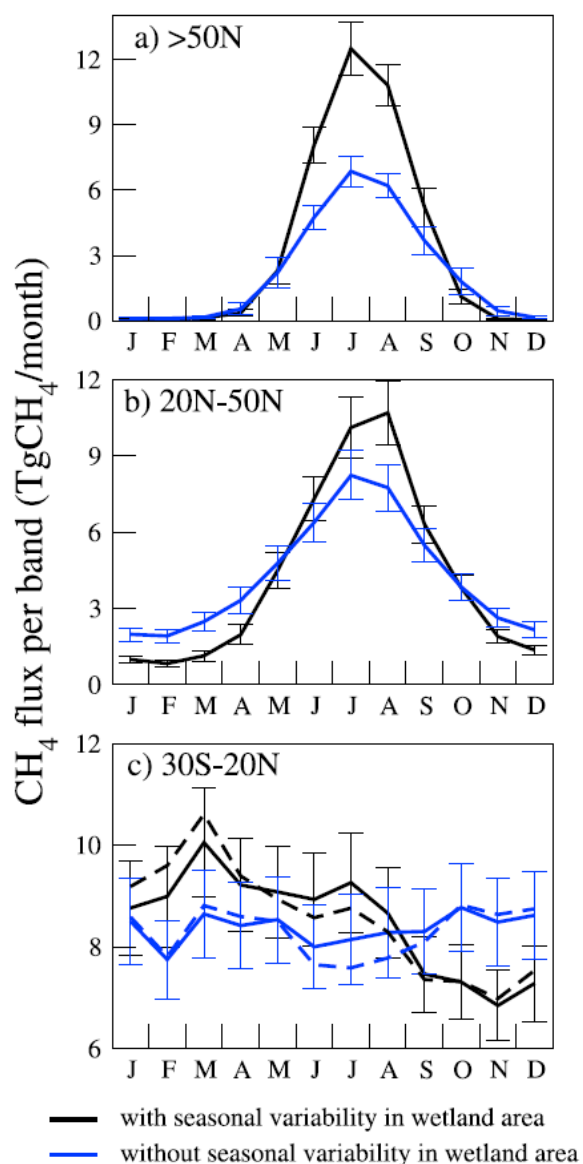 CH₄ flux per band (TgCH₄/month)
a) >50N
12
9
6
3
0
J F M A M J J A S O N D
b) 20N-50N
12
9
6
3
0
J F M A M J J A S O N D
c) 30S-20N
12
10
8
6
J F M A M J J A S O N D
with seasonal variability in wetland area
without seasonal variability in wetland area